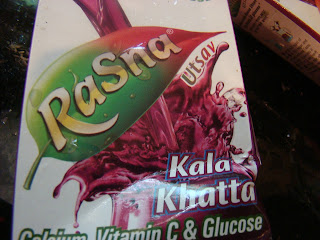 RaSna®
Utsav
Kala
Khatta
Calcium, Vitamin C & Glucose